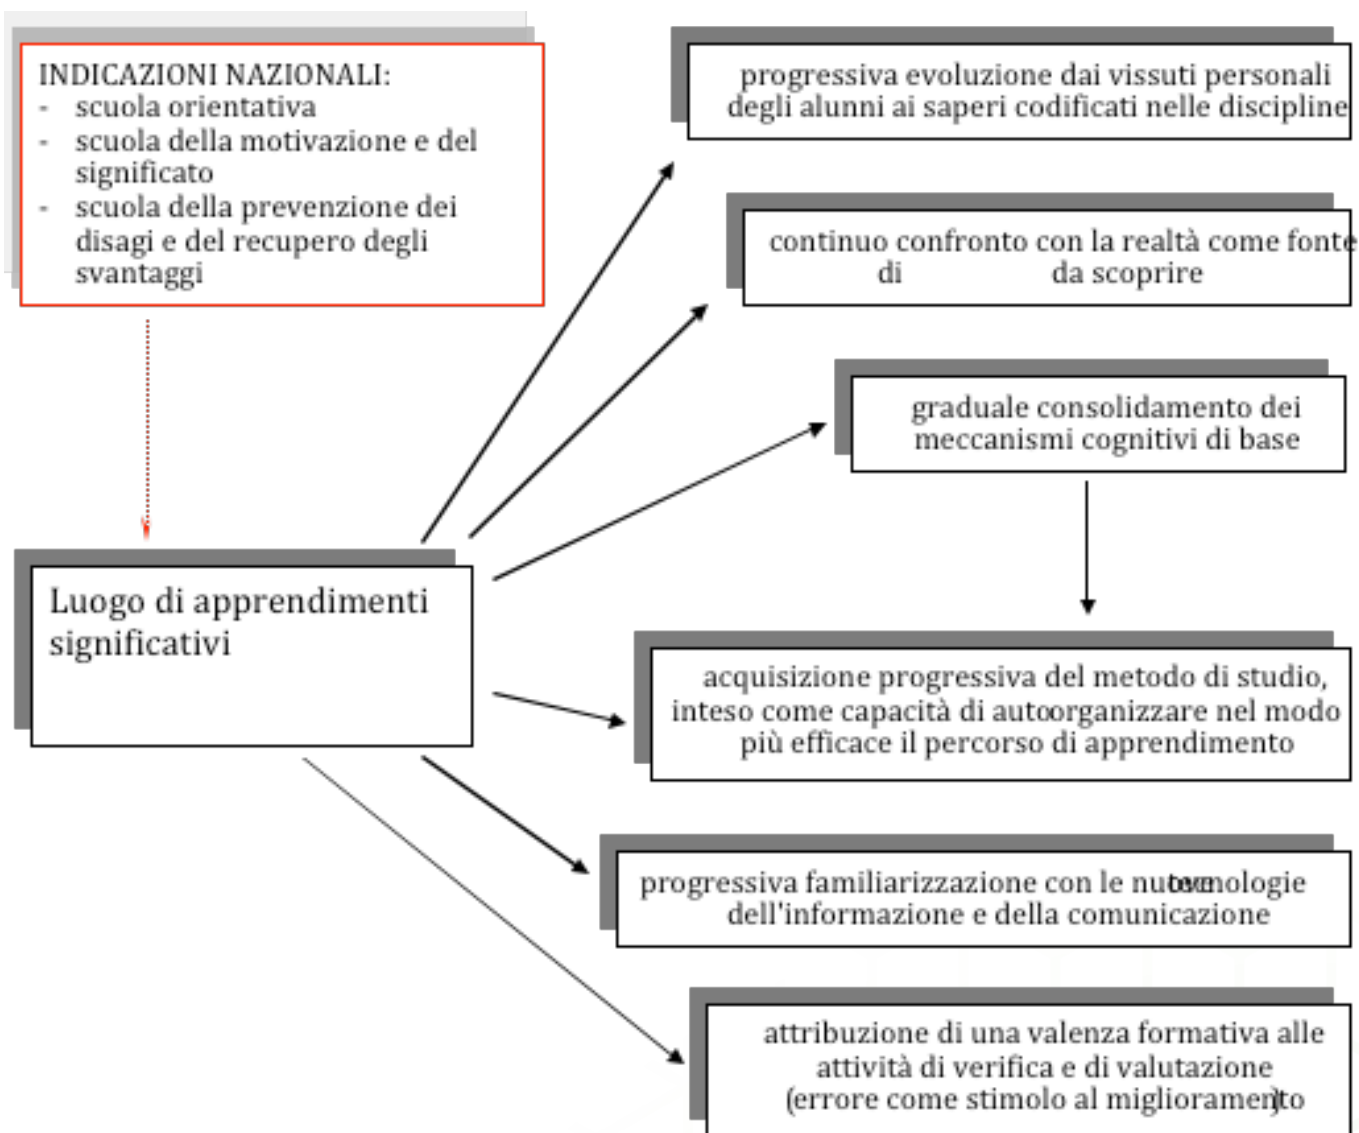 INDICAZIONI NAZIONALI:
- scuola orientativa
- scuola della motivazione e del
significato
- scuola della prevenzione dei
disagi e del recupero degli
svantaggi
Luogo di apprendimenti
significativi
progressiva evoluzione dai vissuti personali
degli alunni ai saperi codificati nelle discipline
continuo confronto con la realtà come fonte
di da scoprire
graduale consolidamento dei
meccanismi cognitivi di base
acquisizione progressiva del metodo di studio,
inteso come capacità di autoorganizzare nel modo
più efficace il percorso di apprendimento
progressiva familiarizzazione con le nuove tecnologie
dell'informazione e della comunicazione
attribuzione di una valenza formativa alle
attività di verifica e di valutazione
(errore come stimolo al miglioramento)